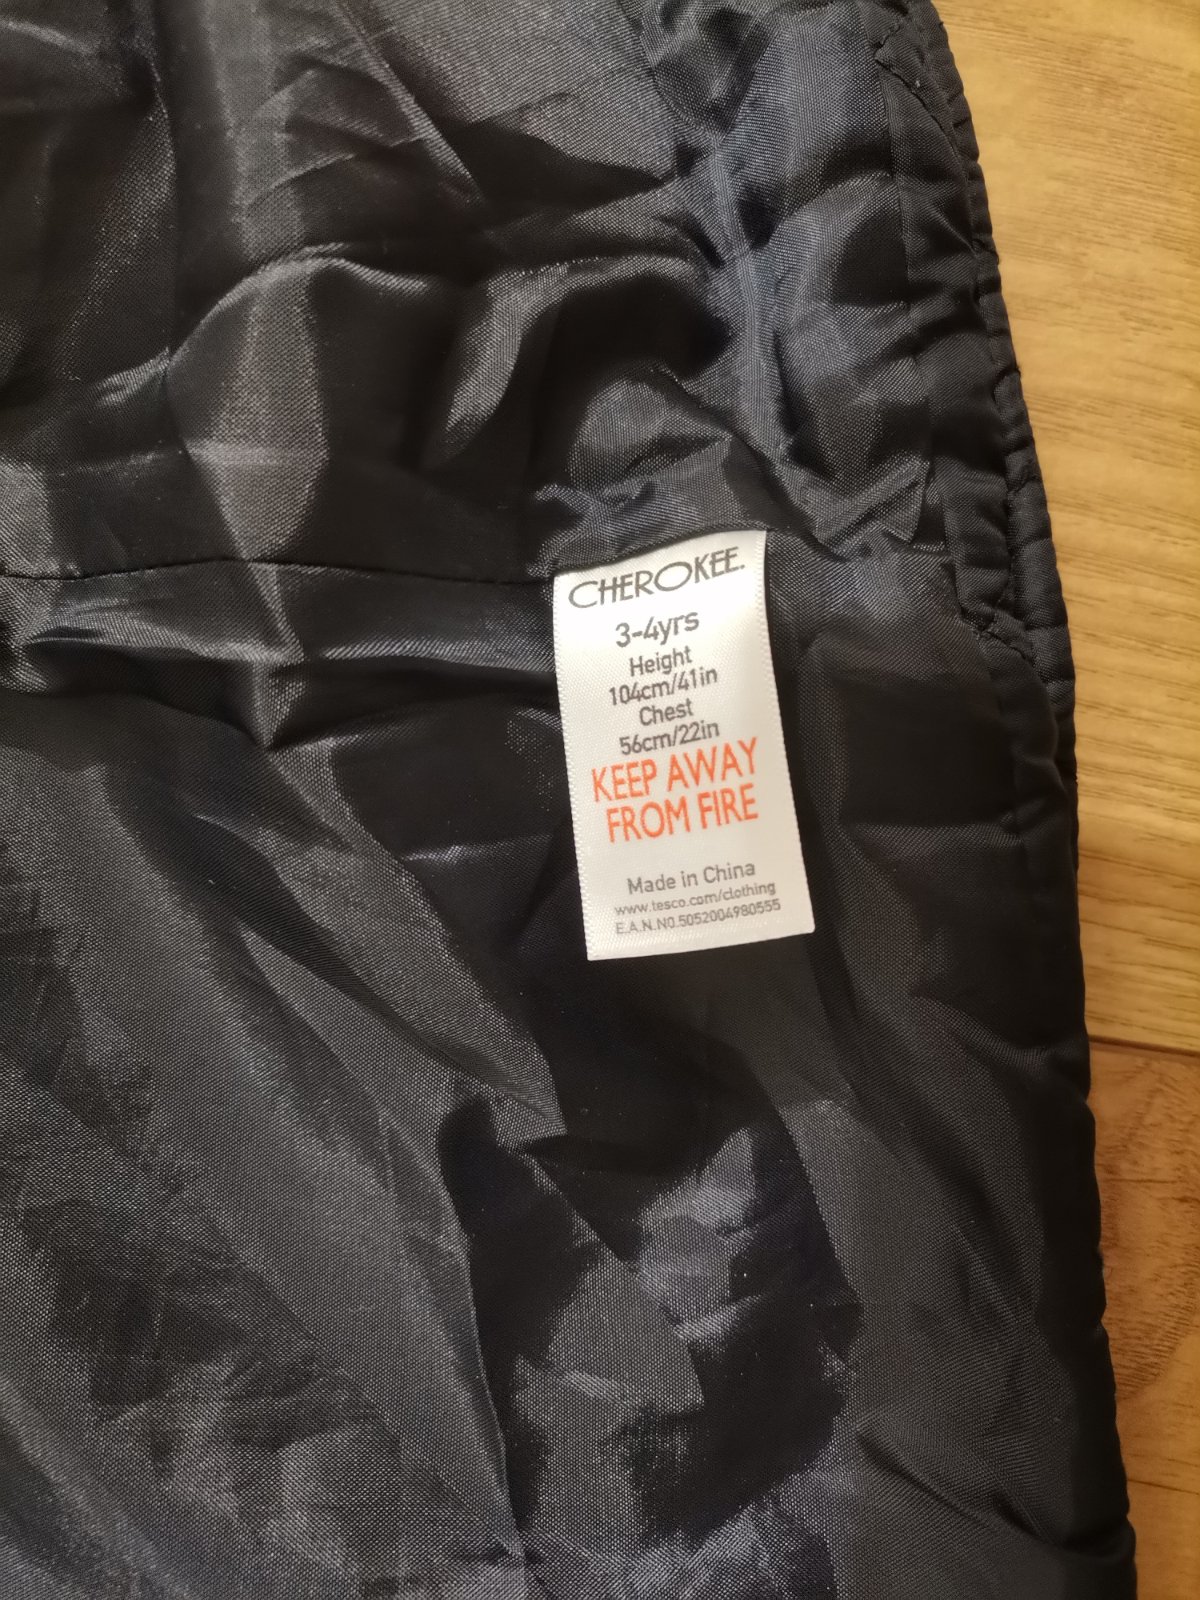 CHEROKEE.
3-4yrs
Height
104cm/41in
Chest
56cm/22in
KEEP AWAY
FROM FIRE
Made in China
www.tesco.com/clothing
E.A.N.NO.5052004980555